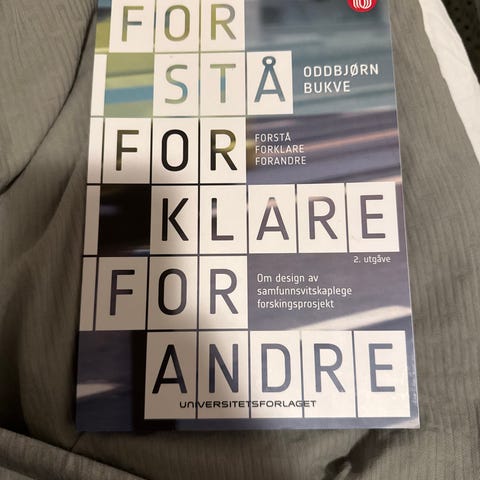 FOR
STÅ
ODDBJØRN
BUKVE
FOR
FORSTÅ
FORKLARE
FORANDRE
KLARE
2. utgåve
FOR
Om design av
samfunnsvitskaplege
forskingsprosjekt
ANDRE
UNIVERSITETSFORLAGET